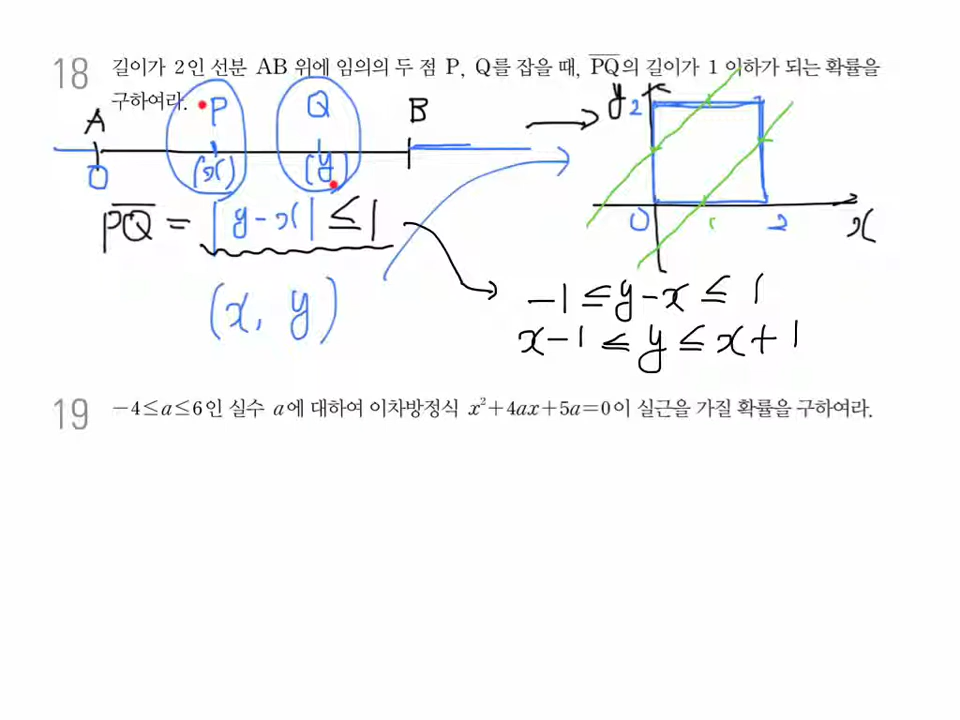 18 길이가 2인 선분 AB 위에 임의의 두 점 P, Q를 잡을 때, PQ의 길이가 1 이하가 되는 확률을
구하여라.
A P Q B
0 (x) (y)
PQ = |y-x| ≤ 1
(x, y)
y 2
0 1 2 x
-1 ≤ y-x ≤ 1
x-1 ≤ y ≤ x+1
19 -4≤a≤6인 실수 a에 대하여 이차방정식 x²+4ax+5a=0이 실근을 가질 확률을 구하여라.